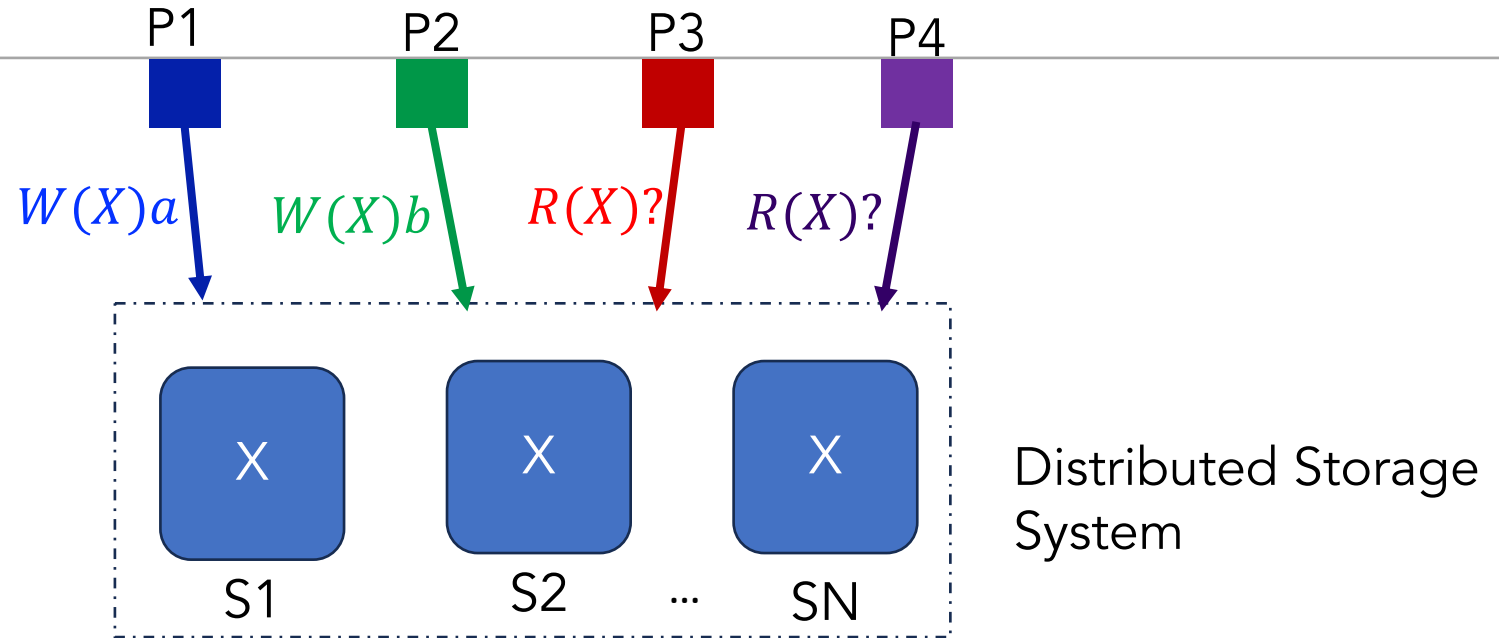 P1
P2
P3
P4
W(X)a
W(X)b
R(X)?
R(X)?
X
X
X
S1
S2
...
SN
Distributed Storage
System